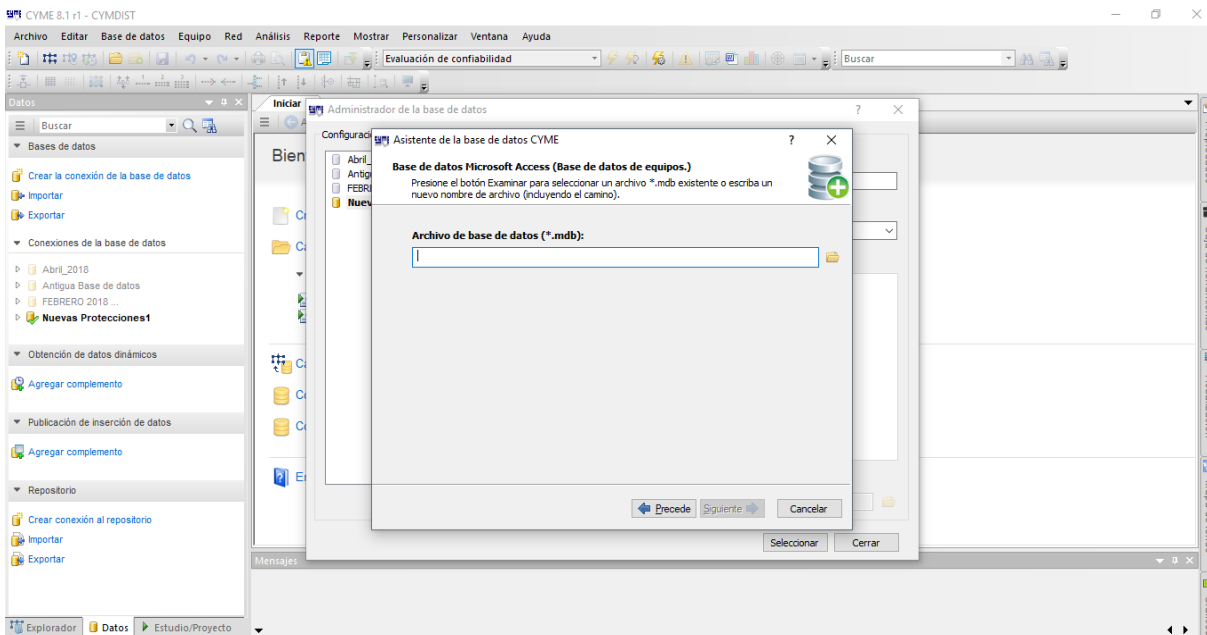 CYME 8.1 r1 - CYMDIST
Archivo Editar Base de datos Equipo Red Análisis Reporte Mostrar Personalizar Ventana Ayuda
Evaluación de confiabilidad
Buscar
Datos
Buscar
Bases de datos
Crear la conexión de la base de datos
Importar
Exportar
Conexiones de la base de datos
Abril_2018
Antigua Base de datos
FEBRERO 2018 ...
Nuevas Protecciones1
Obtención de datos dinámicos
Agregar complemento
Publicación de inserción de datos
Agregar complemento
Repositorio
Crear conexión al repositorio
Importar
Exportar
Explorador Datos Estudio/Proyecto
Iniciar
Bien
Administrador de la base de datos
?
Abril_
Antig
FEBRE
Nuev
Asistente de la base de datos CYME
?
Base de datos Microsoft Access (Base de datos de equipos.)
Presione el botón Examinar para seleccionar un archivo *.mdb existente o escriba un
nuevo nombre de archivo (incluyendo el camino).
Archivo de base de datos (*.mdb):
Precede Siguiente Cancelar
Seleccionar Cerrar
Mensajes